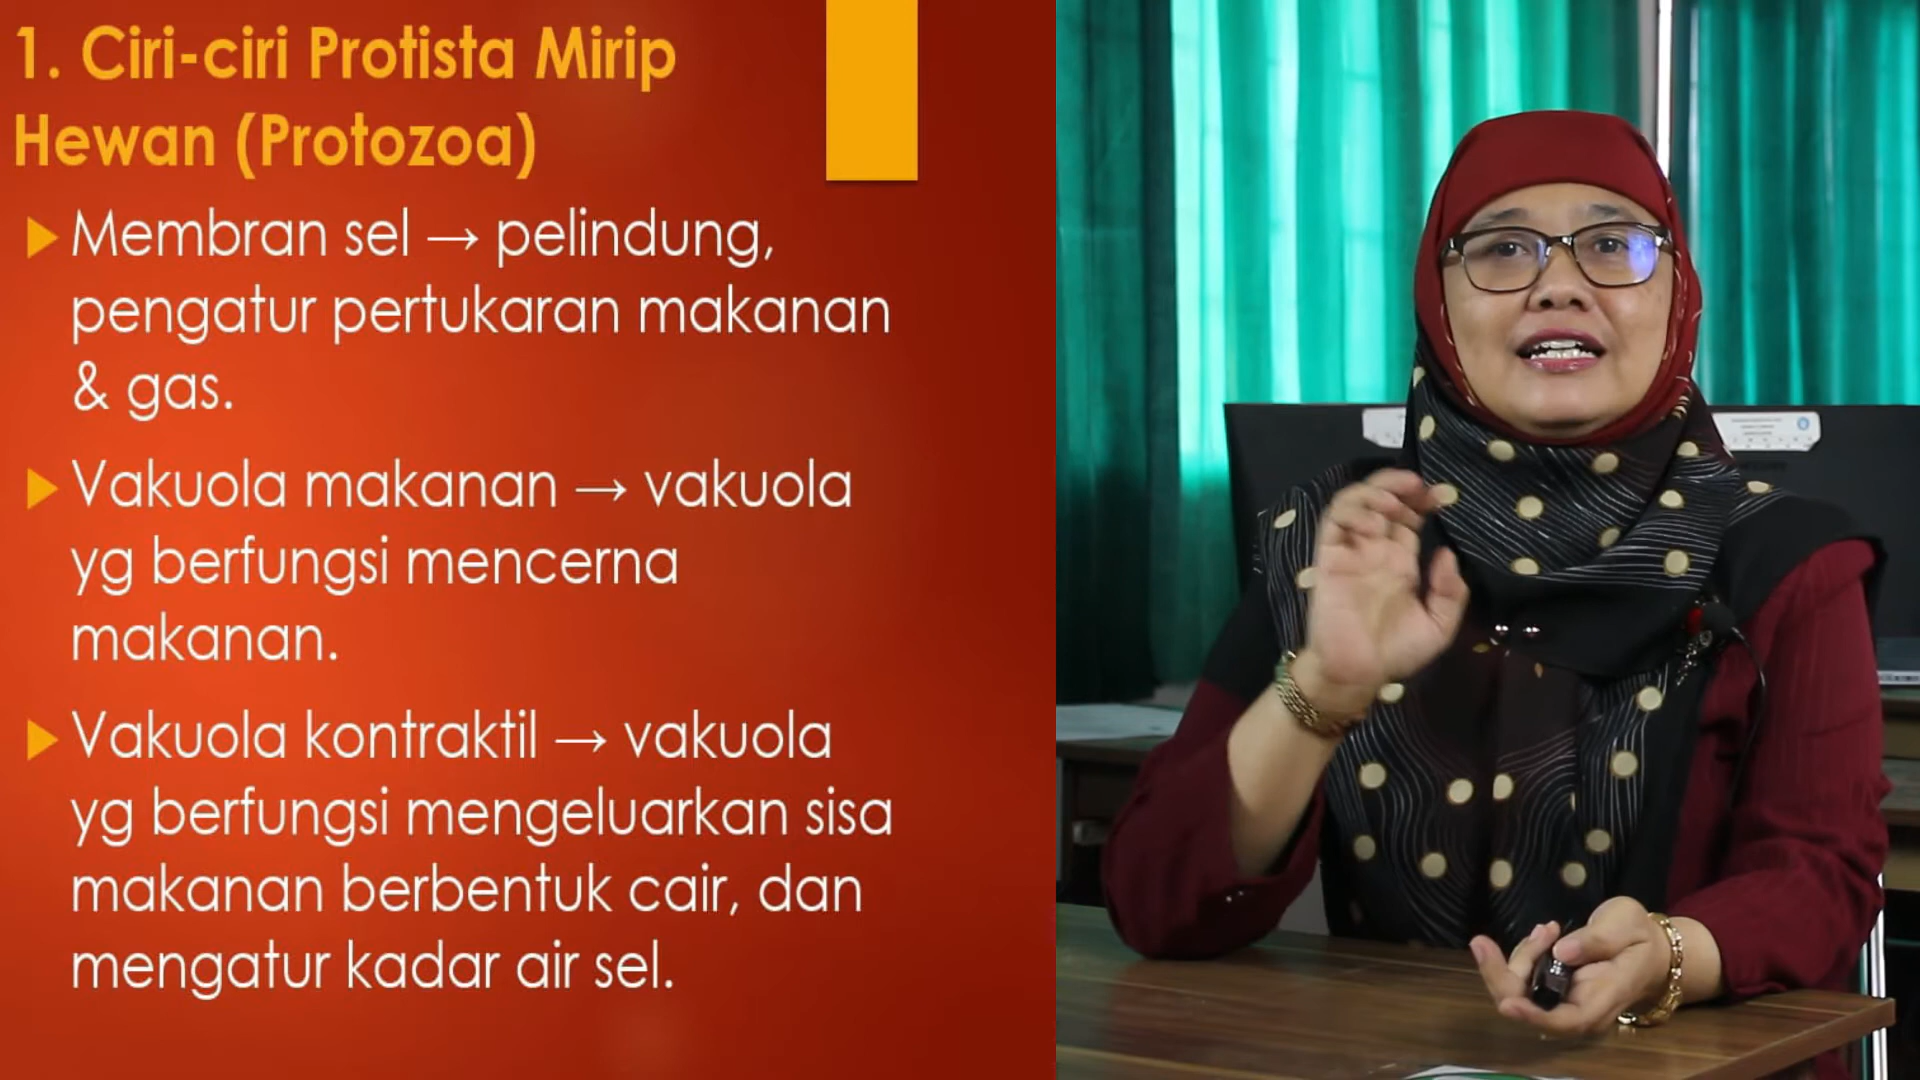 1. Ciri-ciri Protista Mirip
Hewan (Protozoa)
Membran sel → pelindung,
pengatur pertukaran makanan
& gas.
Vakuola makanan → vakuola
yg berfungsi mencerna
makanan.
Vakuola kontraktil → vakuola
yg berfungsi mengeluarkan sisa
makanan berbentuk cair, dan
mengatur kadar air sel.